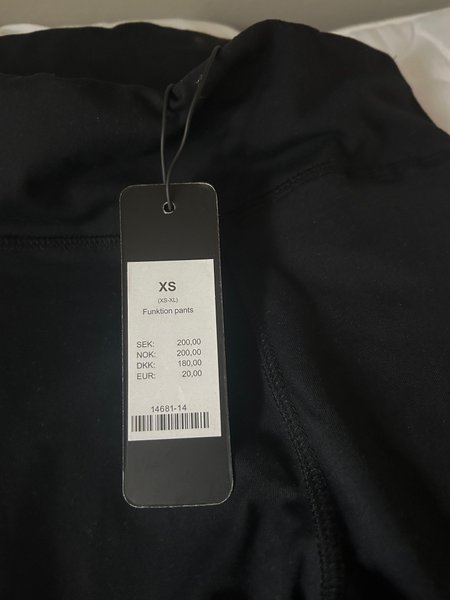 XS
(XS-XL)
Funktion pants
SEK: 200,00
NOK: 200,00
DKK: 180,00
EUR: 20,00
14681-14